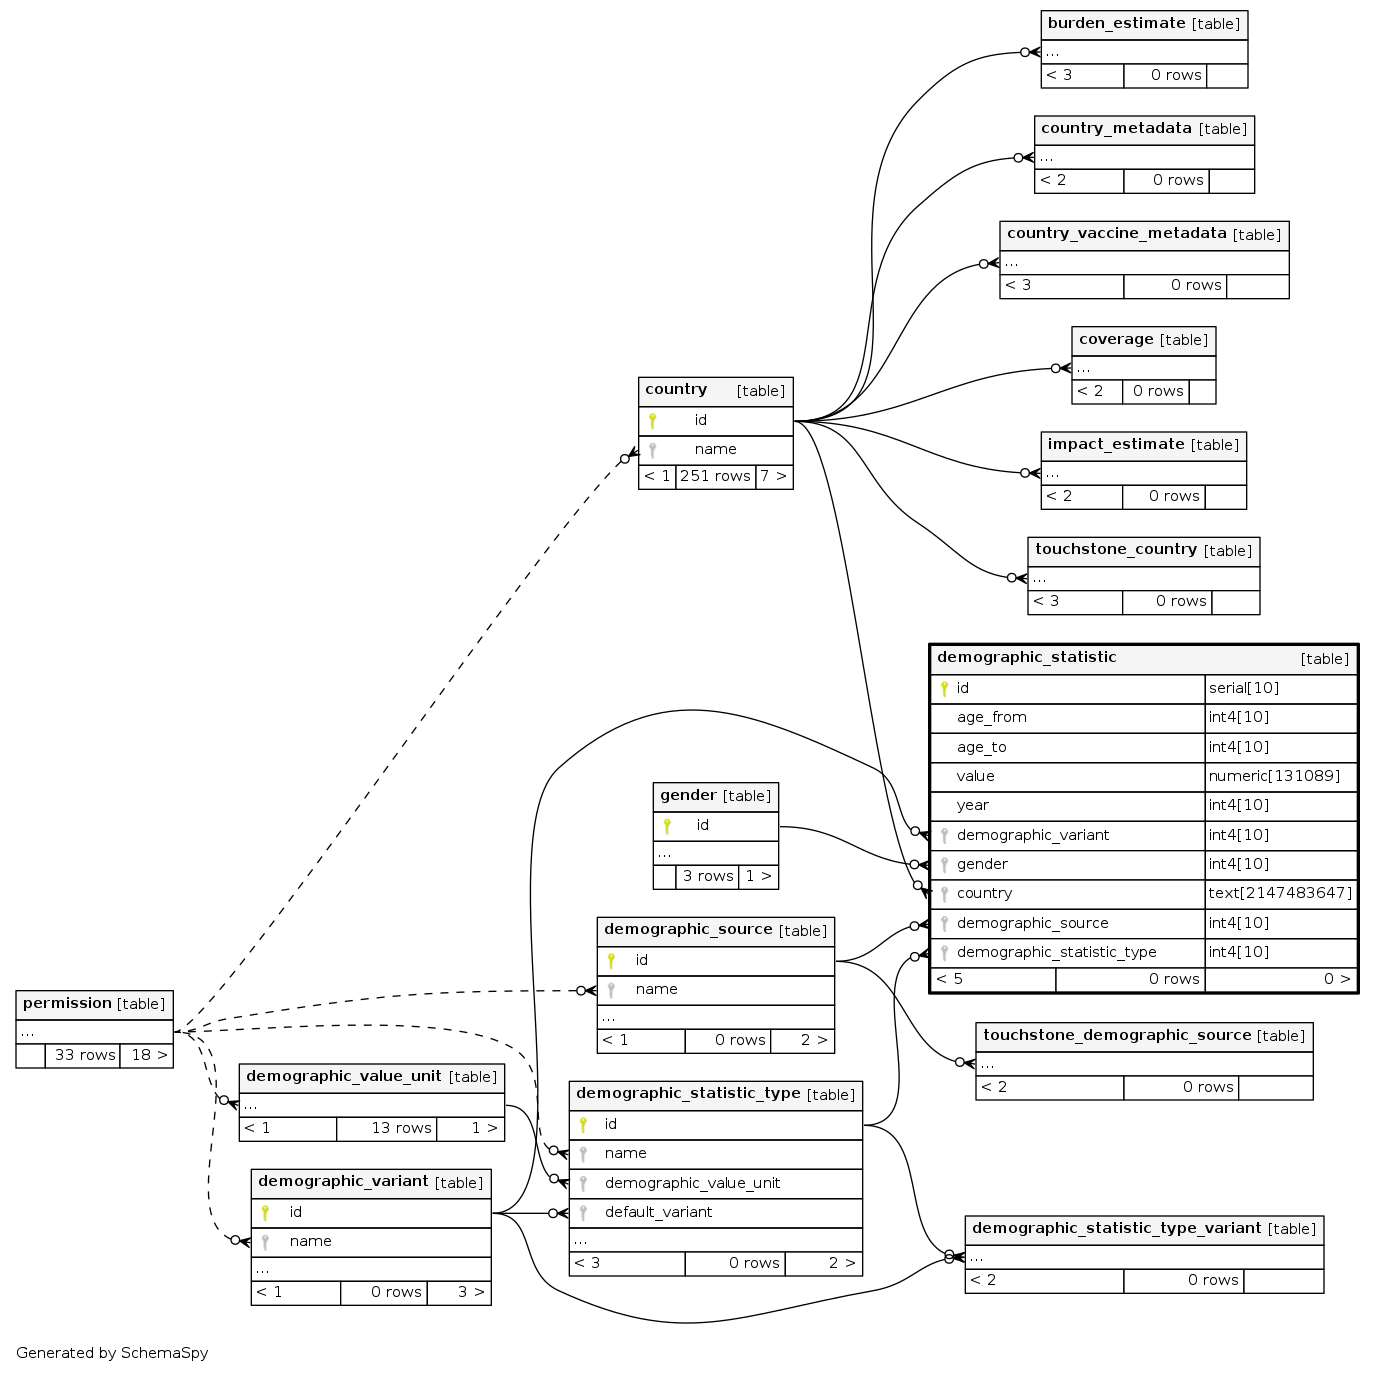 burden_estimate [table]
...
< 3 0 rows
country_metadata [table]
...
< 2 0 rows
country_vaccine_metadata [table]
...
< 3 0 rows
coverage [table]
...
< 2 0 rows
country [table]
id
name
< 1 251 rows 7 >
impact_estimate [table]
...
< 2 0 rows
touchstone_country [table]
...
< 3 0 rows
demographic_statistic [table]
id serial[10]
age_from int4[10]
age_to int4[10]
value numeric[131089]
year int4[10]
demographic_variant int4[10]
gender int4[10]
country text[2147483647]
demographic_source int4[10]
demographic_statistic_type int4[10]
< 5 0 rows 0 >
gender [table]
id
...
3 rows 1 >
demographic_source [table]
id
name
...
< 1 0 rows 2 >
permission [table]
...
33 rows 18 >
touchstone_demographic_source [table]
...
< 2 0 rows
demographic_value_unit [table]
...
< 1 13 rows 1 >
demographic_statistic_type [table]
id
name
demographic_value_unit
default_variant
...
< 3 0 rows 2 >
demographic_variant [table]
id
name
...
< 1 0 rows 3 >
demographic_statistic_type_variant [table]
...
< 2 0 rows
Generated by SchemaSpy